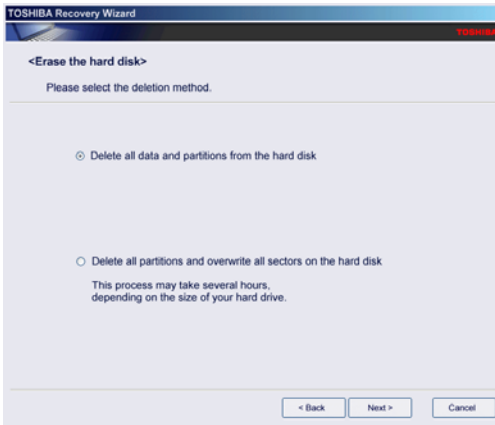 TOSHIBA Recovery Wizard
TOSHIBA
<Erase the hard disk>
Please select the deletion method.
Delete all data and partitions from the hard disk
Delete all partitions and overwrite all sectors on the hard disk
This process may take several hours,
depending on the size of your hard drive.
< Back Next > Cancel